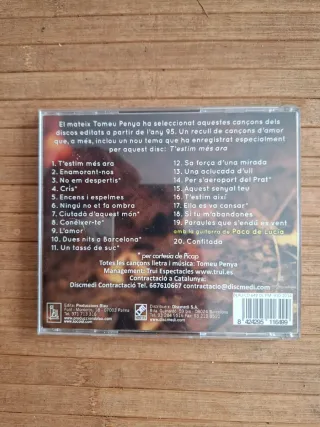 El mateix Tomeu Penya ha seleccionat aquestes cançons dels
discos editats a partir de l'any 95. Un recull de cançons d'amor
que, a més, inclou un nou tema que ha enregistrat especialment
per aquest disc: T'estim més ara
1. T'estim més ara
2. Enamorant-nos
3. No em despertis*
4. Cris*
5. Encens i espelmes
6. Ningú no et fa ombra
7. Ciutadà d'aquest món*
8. Conèixer-te*
9. L'amor
10. Dues nits a Barcelona*
11. Un tassó de suc*
12. Sa força d'una mirada
13. Una aclucada d'ull
14. Per s'aeroport del Prat*
15. Aquest senyal teu
16. T'estim així
17. Ella es va cansar*
18. Si tu m'abandones
19. Paraules que s'endú es vent
amb la guitarra de Paco de Lucía
20. Confitada
* per cortesia de Picap
Totes les cançons lletra i música: Tomeu Penya
Management: Trui Espectacles www.trui.es
Contractació a Catalunya:
Discmedi Contractació Tel. 667610667 contractacio@discmedi.com
Edita: Produccions Blau
Distribueix: Discmedi S.A.